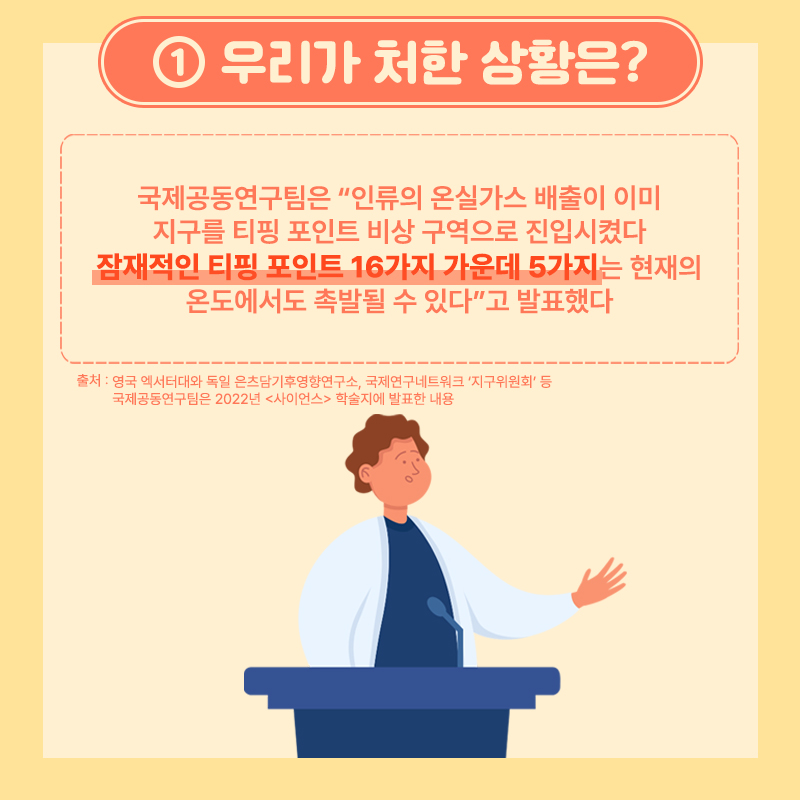 ① 우리가 처한 상황은?
국제공동연구팀은 “인류의 온실가스 배출이 이미
지구를 티핑 포인트 비상 구역으로 진입시켰다
잠재적인 티핑 포인트 16가지 가운데 5가지는 현재의
온도에서도 촉발될 수 있다”고 발표했다
출처 : 영국 엑서터대와 독일 은츠담기후영향연구소, 국제연구네트워크 ‘지구위원회’ 등
국제공동연구팀은 2022년 <사이언스> 학술지에 발표한 내용